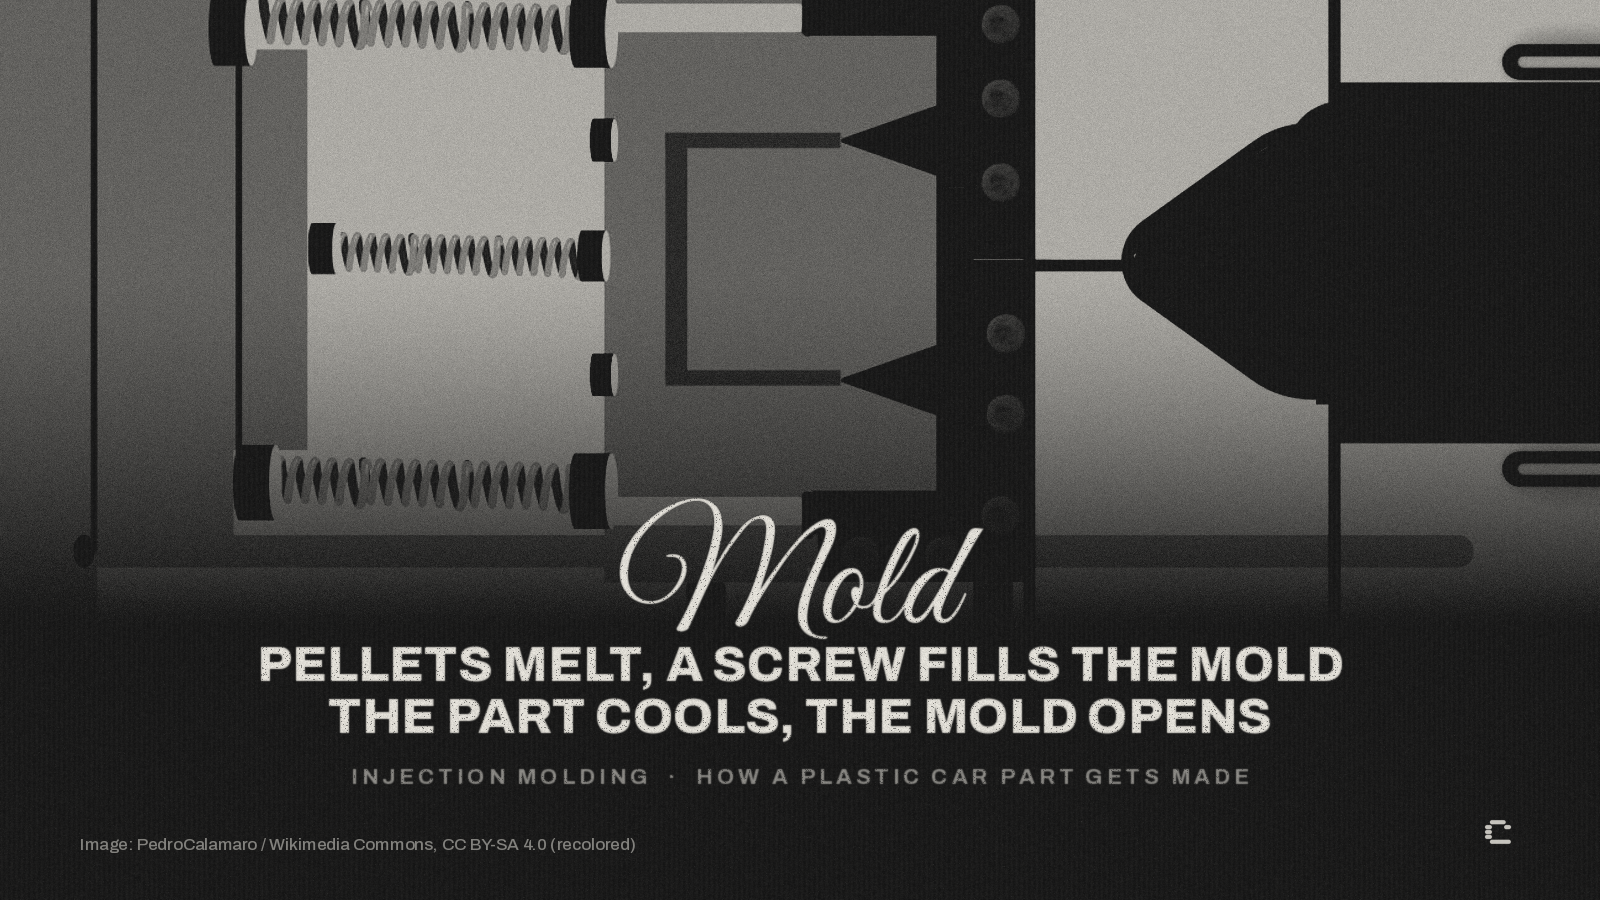 Mold
PELLETS MELT, A SCREW FILLS THE MOLD
THE PART COOLS, THE MOLD OPENS
INJECTION MOLDING · HOW A PLASTIC CAR PART GETS MADE
Image: PedroCalamaro / Wikimedia Commons, CC BY-SA 4.0 (recolored)